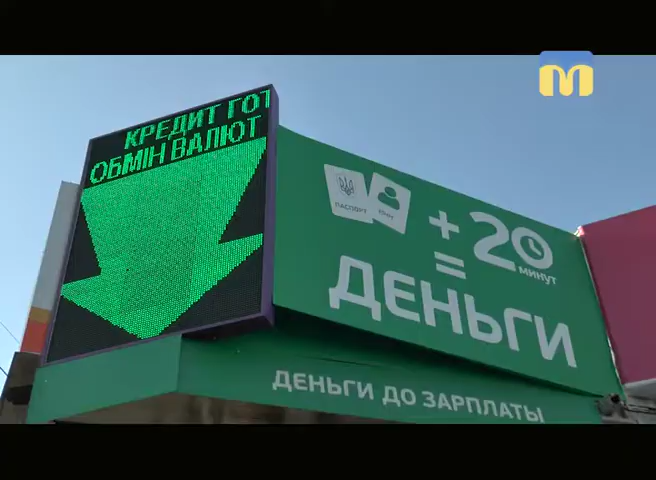 КРЕДИТ ГОТ
ОБМІН ВАЛЮТ
ПАСПОРТ
+ 20 МИНУТ
=
ДЕНЬГИ
ДЕНЬГИ ДО ЗАРПЛАТЫ